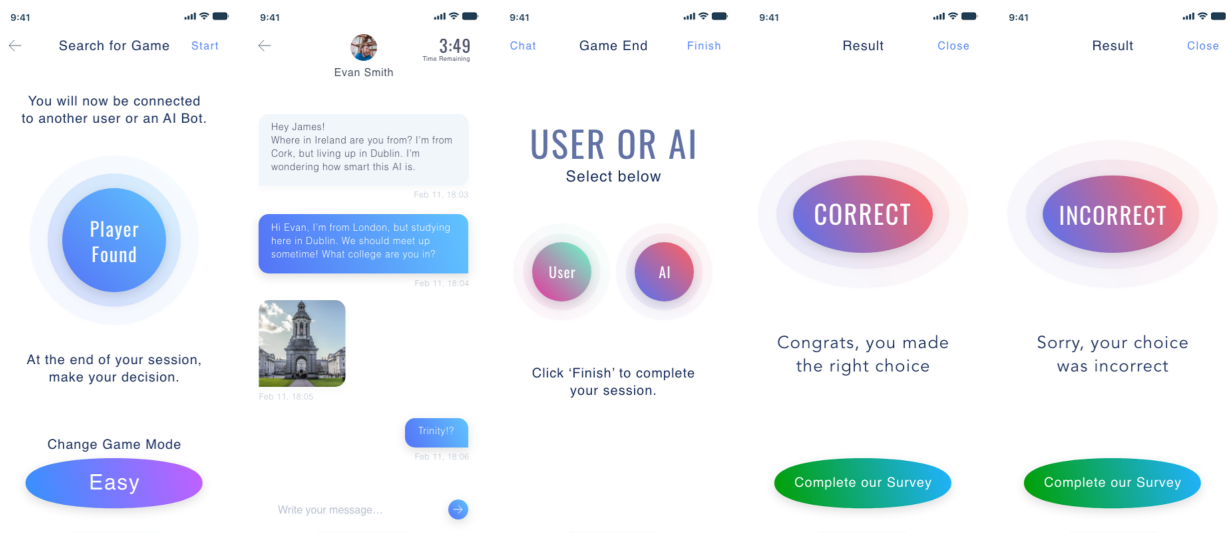 9:41
Search for Game
Start
You will now be connected
to another user or an AI Bot.
Player
Found
At the end of your session,
make your decision.
Change Game Mode
Easy
9:41
Evan Smith
3:49
Time Remaining
Hey James!
Where in Ireland are you from? I'm from
Cork, but living up in Dublin. I'm
wondering how smart this AI is.
Feb 11, 18:03
Hi Evan, I'm from London, but studying
here in Dublin. We should meet up
sometime! What college are you in?
Feb 11, 18:04
Feb 11, 18:05
Trinity!?
Feb 11, 18:06
Write your message...
9:41
Chat
Game End
Finish
USER OR AI
Select below
User
AI
Click 'Finish' to complete
your session.
9:41
Result
Close
CORRECT
Congrats, you made
the right choice
Complete our Survey
9:41
Result
Close
INCORRECT
Sorry, your choice
was incorrect
Complete our Survey